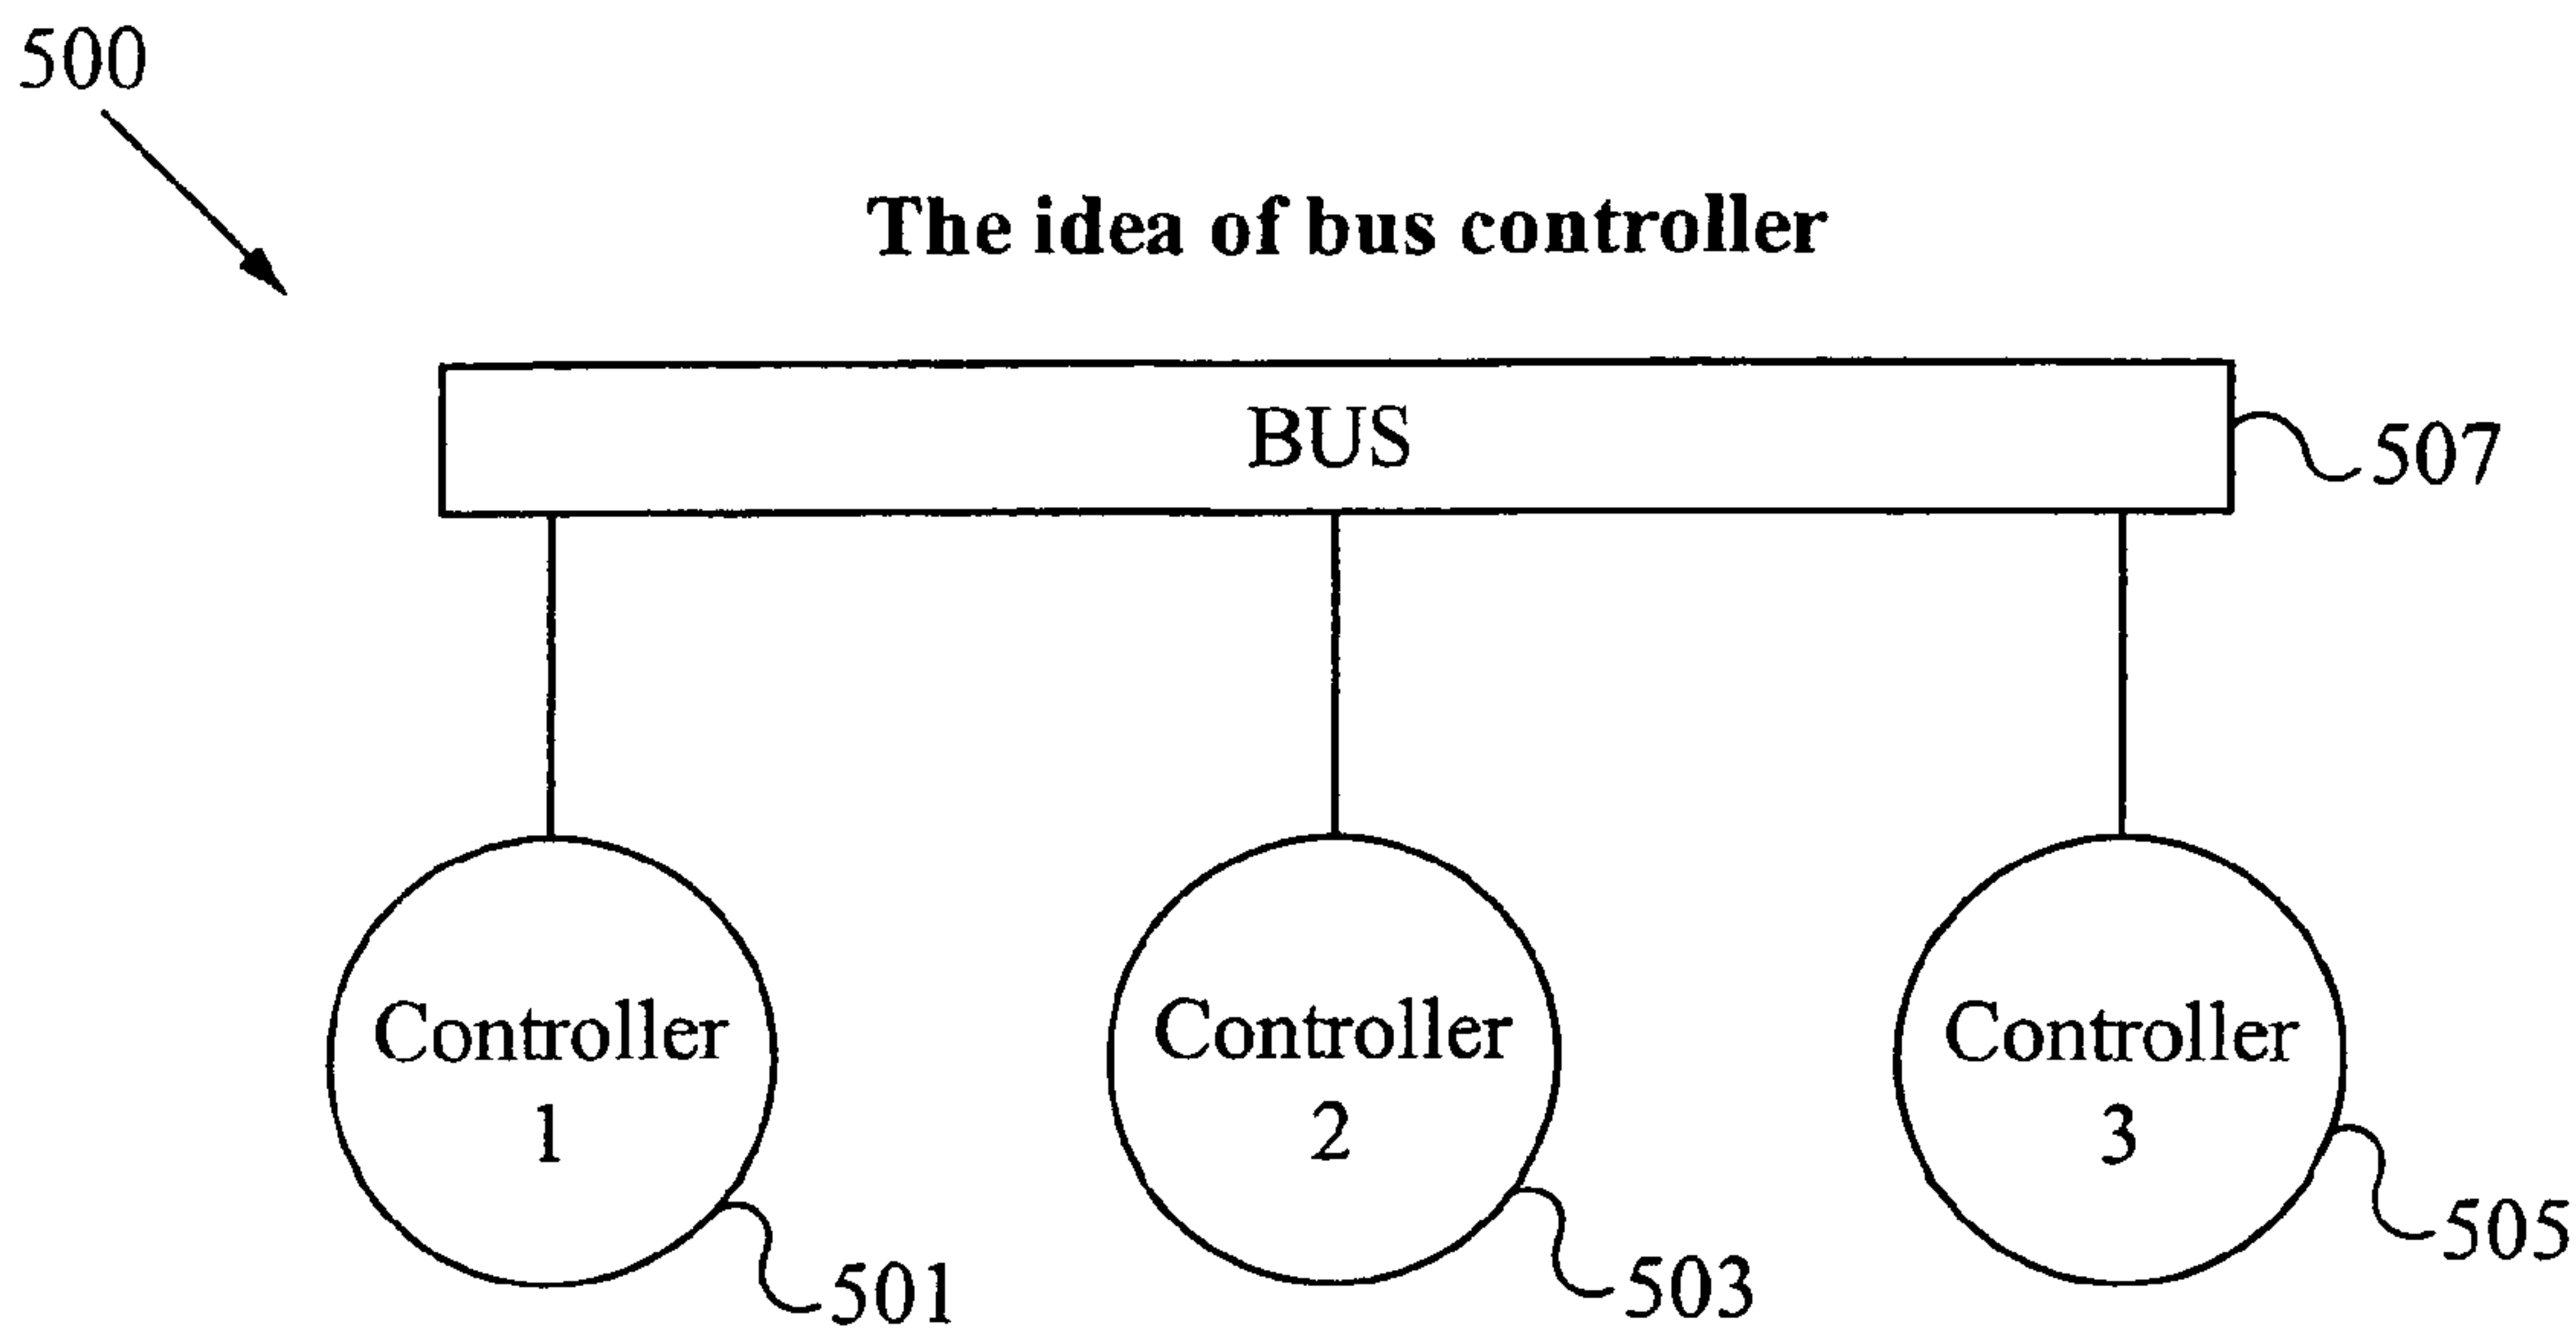 500
The idea of bus controller
BUS
507
Controller
1
Controller
2
Controller
3
501
503
505